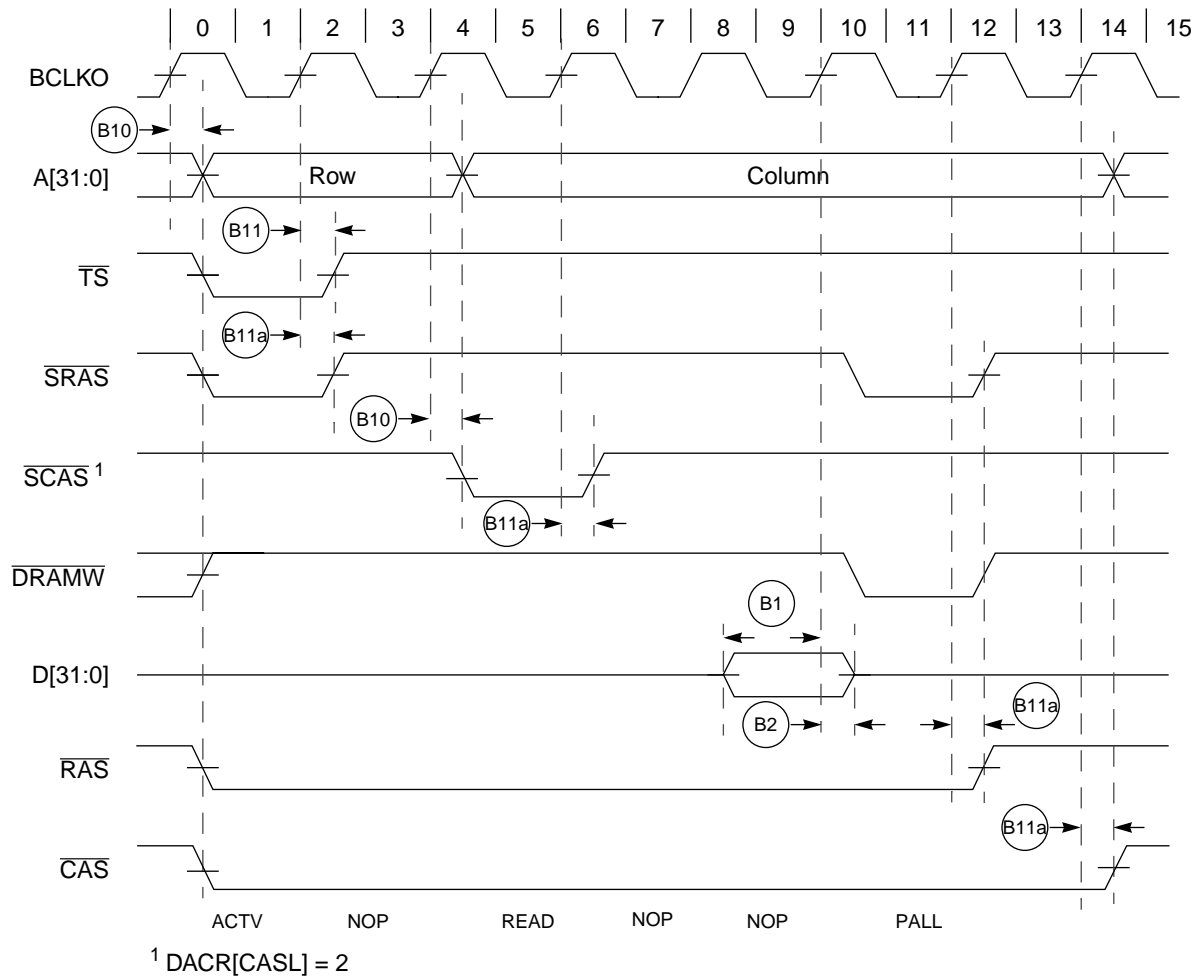 0 1 2 3 4 5 6 7 8 9 10 11 12 13 14 15
BCLKO
B10
A[31:0] Row Column
B11
TS
B11a
SRAS
B10
SCAS 1
B11a
DRAMW
B1
D[31:0]
B11a
B2
RAS
B11a
CAS
ACTV NOP READ NOP NOP PALL
1 DACR[CASL] = 2